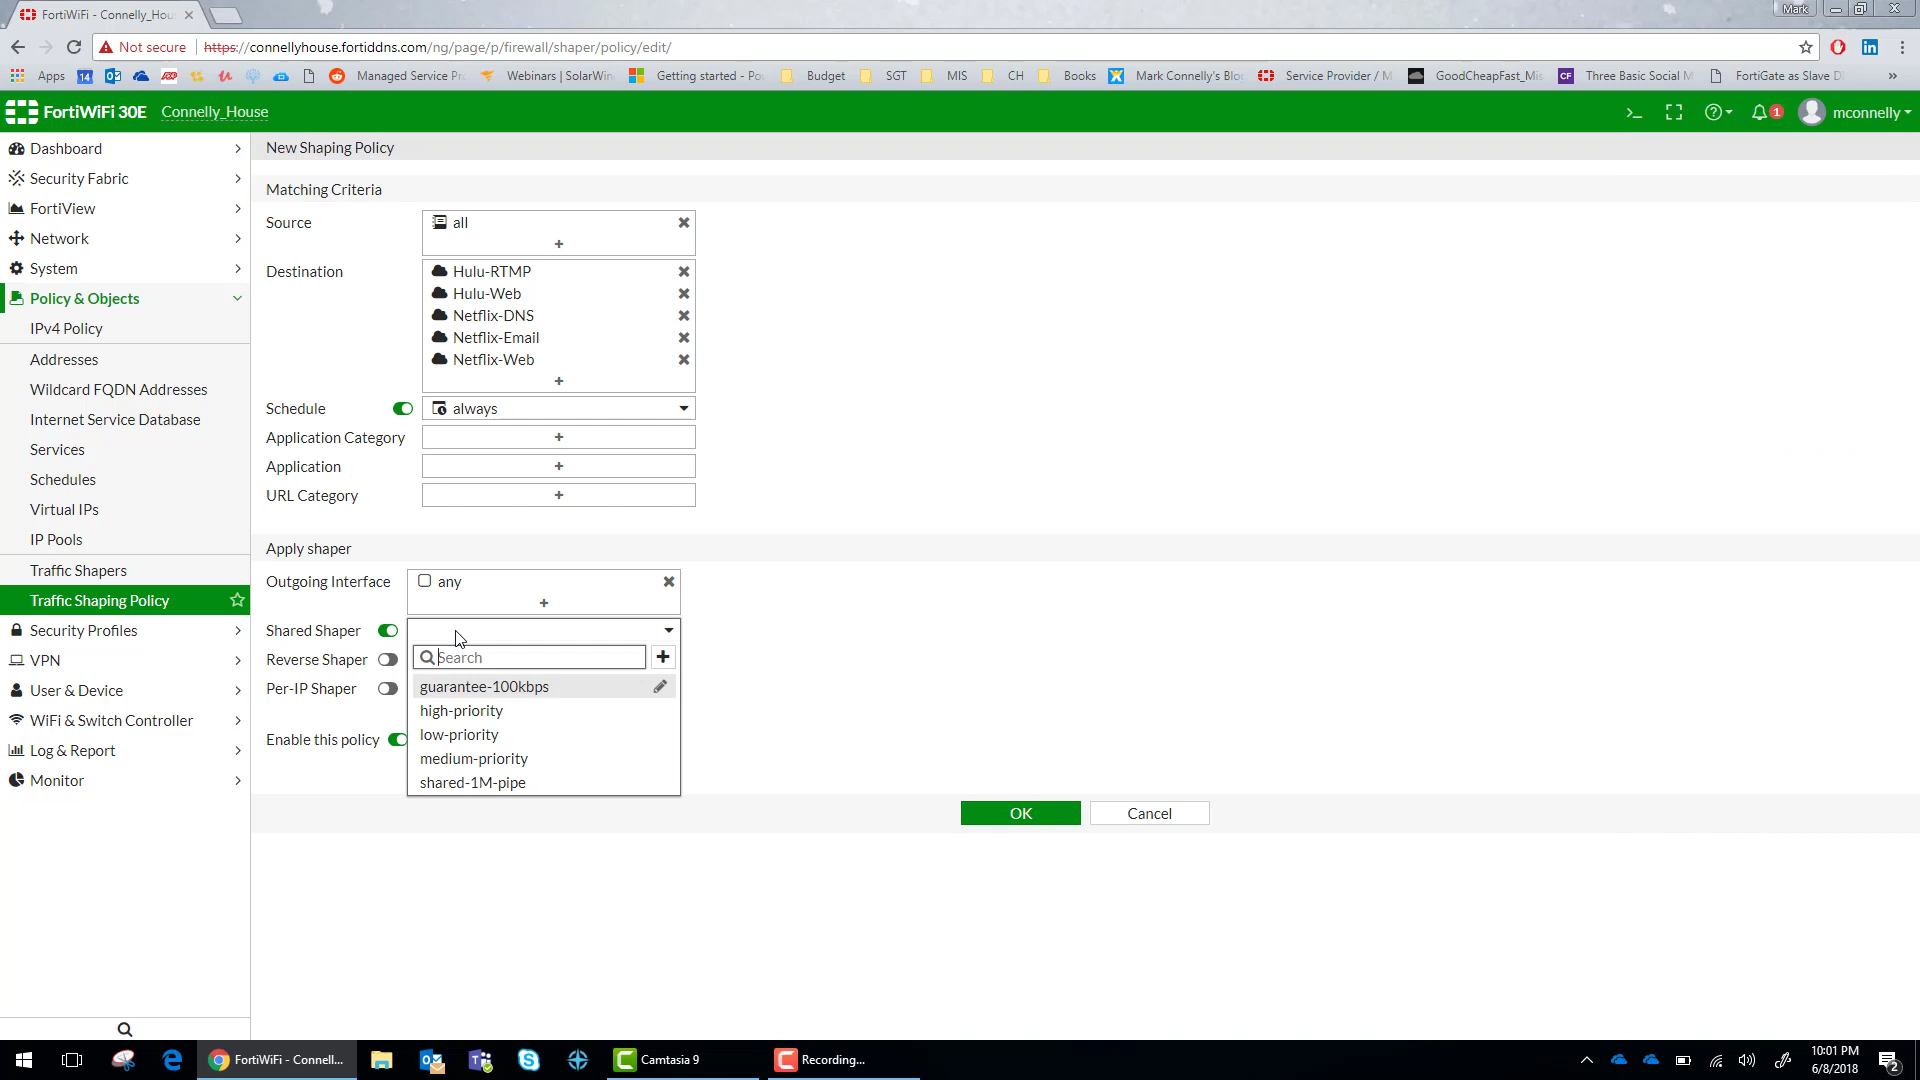 FortiWiFi - Connelly_Hou
Mark
Not secure
https://connellyhouse.fortiddns.com/ng/page/p/firewall/shaper/policy/edit/
Apps
14
Managed Service Pr
Webinars | SolarWin
Getting started - Po
Budget
SGT
MIS
CH
Books
Mark Connelly's Blo
Service Provider / M
GoodCheapFast_Mis
CF
Three Basic Social M
FortiGate as Slave D
»
FortiWiFi 30E
Connelly_House
1
mconnelly
Dashboard
Security Fabric
FortiView
Network
System
Policy & Objects
IPv4 Policy
Addresses
Wildcard FQDN Addresses
Internet Service Database
Services
Schedules
Virtual IPs
IP Pools
Traffic Shapers
Traffic Shaping Policy
Security Profiles
VPN
User & Device
WiFi & Switch Controller
Log & Report
Monitor
New Shaping Policy
Matching Criteria
Source
all
Destination
Hulu-RTMP
Hulu-Web
Netflix-DNS
Netflix-Email
Netflix-Web
Schedule
always
Application Category
Application
URL Category
Apply shaper
Outgoing Interface
any
Shared Shaper
Reverse Shaper
Per-IP Shaper
Enable this policy
Search
guarantee-100kbps
high-priority
low-priority
medium-priority
shared-1M-pipe
OK
Cancel
FortiWiFi - Connell...
Camtasia 9
Recording...
10:01 PM
6/8/2018
2